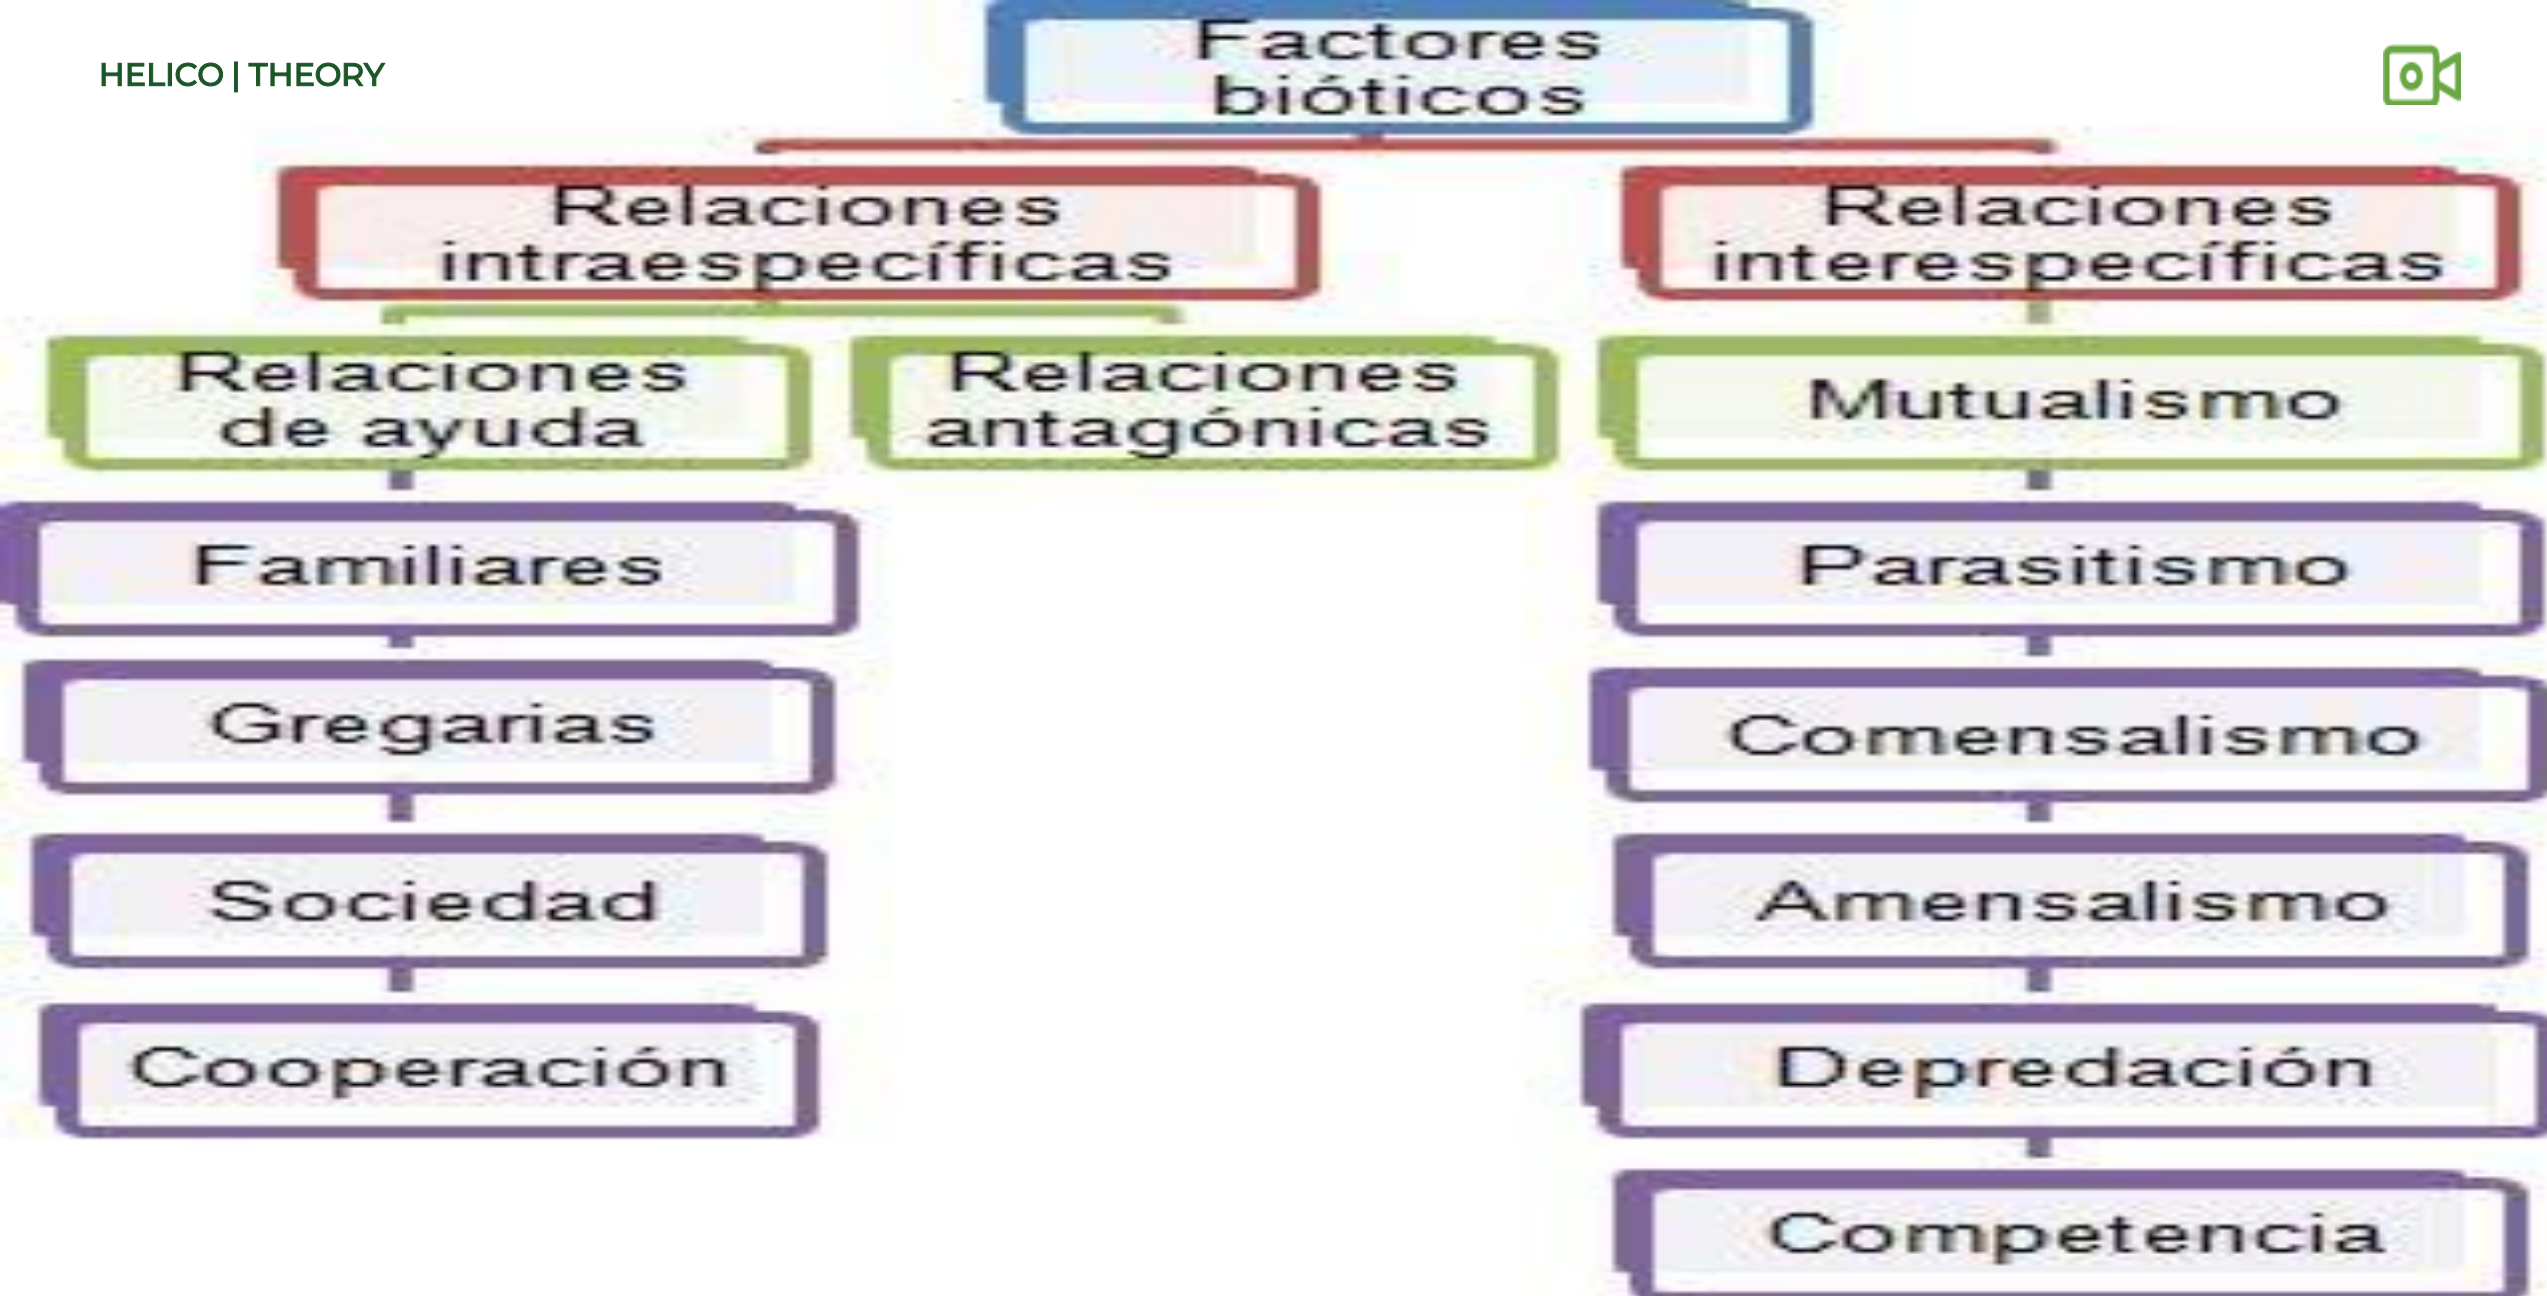 HELICO | THEORY
Factores
bióticos
Relaciones
intraespecíficas
Relaciones
interespecíficas
Relaciones
de ayuda
Relaciones
antagónicas
Mutualismo
Familiares
Parasitismo
Gregarias
Comensalismo
Sociedad
Amensalismo
Cooperación
Depredación
Competencia